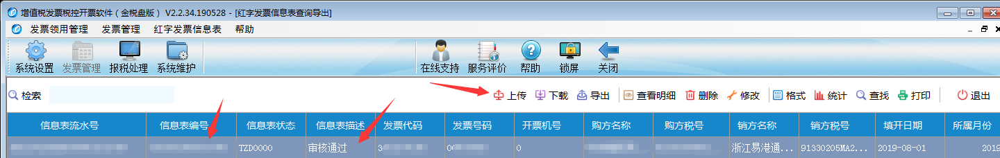 增值税发票税控开票软件（金税盘版） V2.2.34.190528 - [红字发票信息表查询导出]
发票领用管理 发票管理 红字发票信息表 帮助
系统设置 发票管理 报税处理 系统维护 在线支持 服务评价 帮助 锁屏 关闭
检索 上传 下载 导出 查看明细 删除 修改 格式 统计 查找 打印 退出
信息表流水号 信息表编号 信息表状态 信息表描述 发票代码 发票号码 开票机号 购方名称 购方税号 销方名称 销方税号 填开日期 所属月份
TZD0000 审核通过 3 0 浙江易港通... 91330205MA2... 2019-08-01 2019